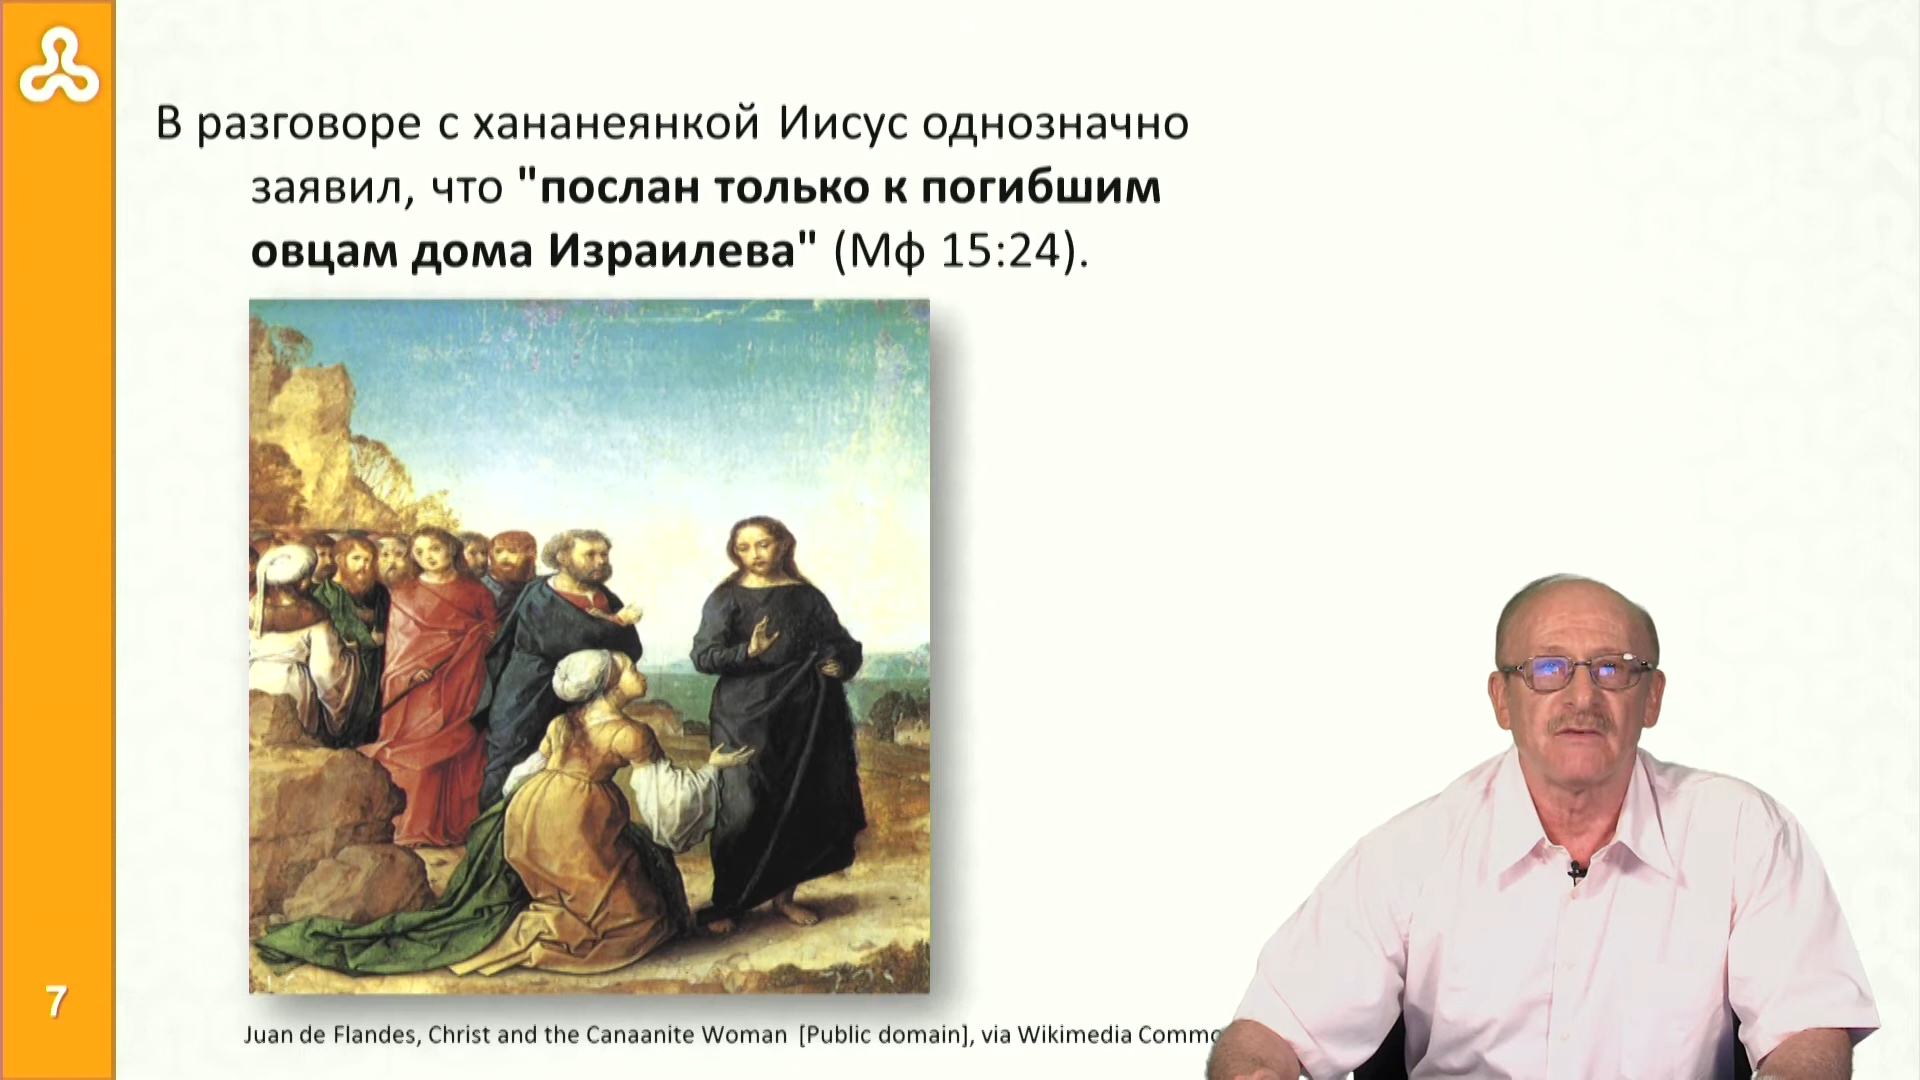 В разговоре с хананеянкой Иисус однозначно
заявил, что "послан только к погибшим
овцам дома Израилева" (Мф 15:24).
7
Juan de Flandes, Christ and the Canaanite Woman [Public domain], via Wikimedia